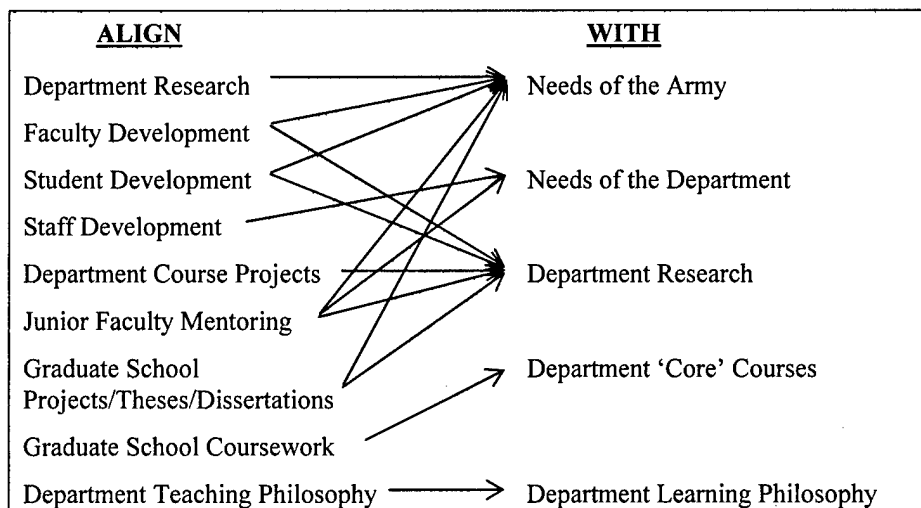 ALIGN WITH
Department Research Needs of the Army
Faculty Development
Student Development Needs of the Department
Staff Development
Department Course Projects Department Research
Junior Faculty Mentoring
Graduate School Department ‘Core’ Courses
Projects/Theses/Dissertations
Graduate School Coursework
Department Teaching Philosophy Department Learning Philosophy